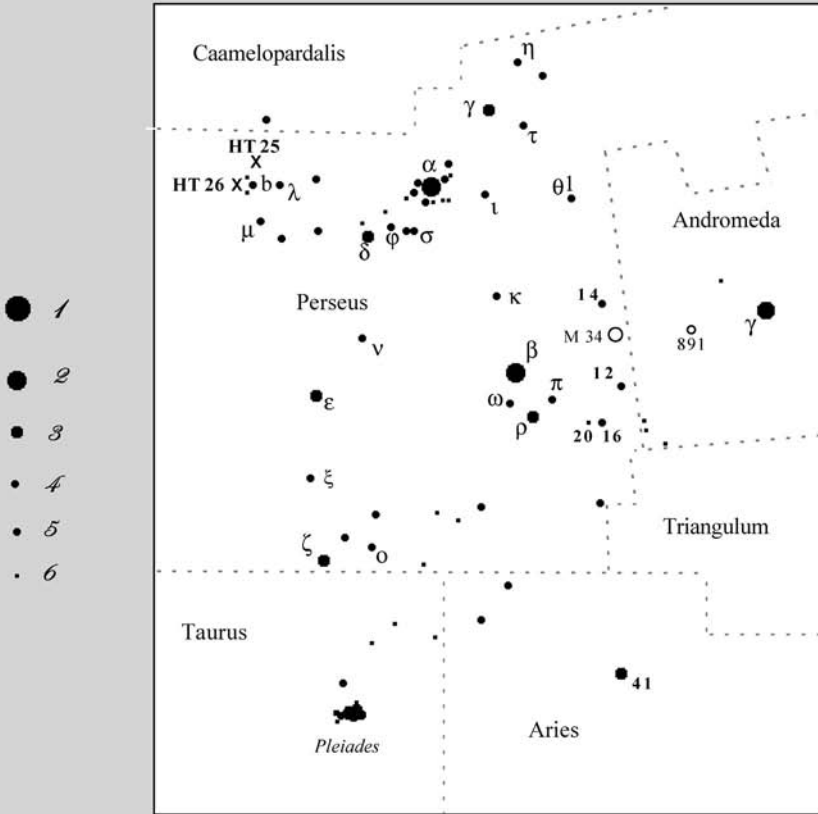 η
Caamelopardalis
γ
τ
HT 25
X
α
HT 26 X b λ
ι
θ1
μ
Andromeda
δ
φ
σ
Perseus
κ
14
1
γ
M 34
891
ν
β
2
12
π
ε
ω
ρ
20 16
3
4
ξ
Triangulum
5
ζ
ο
6
Taurus
41
Aries
Pleiades